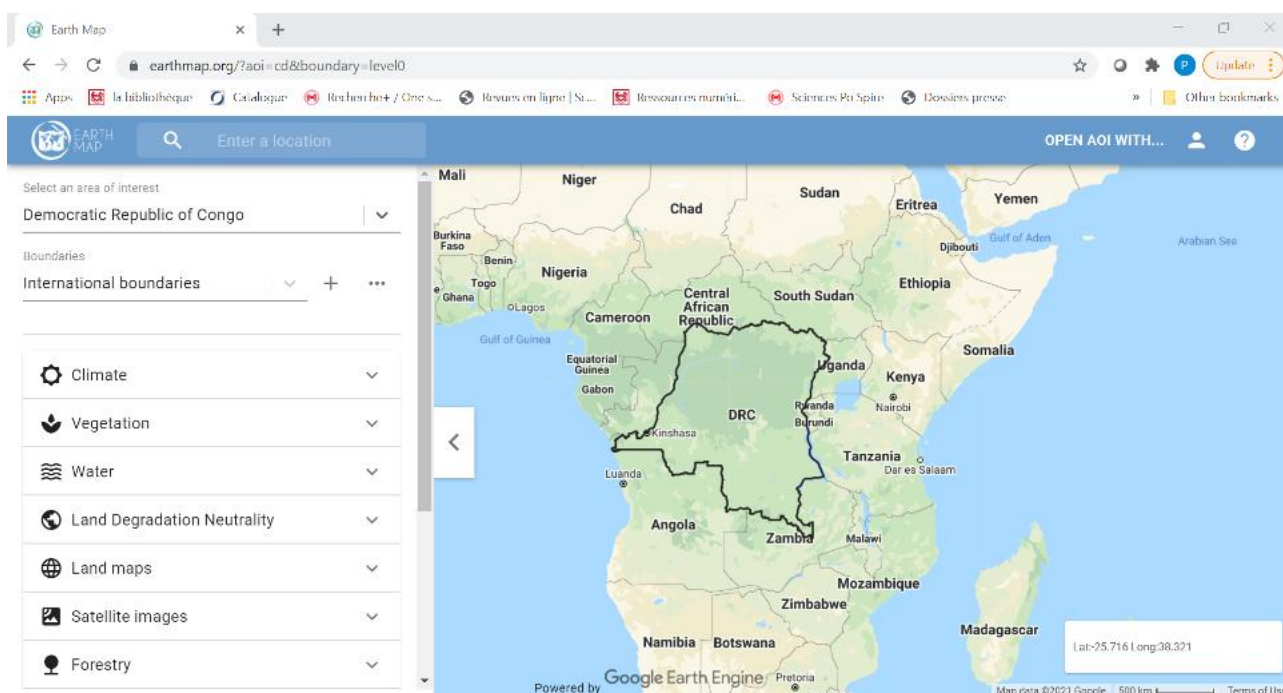 Earth Map
earthmap.org/?aoi=cd&boundary=level0
P
Update
Apps
la bibliothèque
Catalogue
Recherche+ / One s...
Revues en ligne | Sc...
Ressources numéri...
Sciences Po Spire
Dossiers presse
»
Other bookmarks
EARTH
MAP
Enter a location
OPEN AOI WITH...
Select an area of interest
Democratic Republic of Congo
Boundaries
International boundaries
Climate
Vegetation
Water
Land Degradation Neutrality
Land maps
Satellite images
Forestry
Mali
Niger
Chad
Sudan
Eritrea
Yemen
Burkina
Faso
Benin
Togo
Ghana
Nigeria
Lagos
Djibouti
Gulf of Aden
Arabian Sea
Ethiopia
Central
African
Republic
South Sudan
Cameroon
Gulf of Guinea
Equatorial
Guinea
Gabon
Uganda
Kenya
Somalia
Nairobi
DRC
Rwanda
Burundi
Kinshasa
Tanzania
Dar es Salaam
Luanda
Angola
Zambia
Malawi
Mozambique
Zimbabwe
Madagascar
Namibia
Botswana
Pretoria
Lat:-25.716 Long:38.321
Powered by
Google Earth Engine
Map data ©2021 Google
500 km
Terms of Us